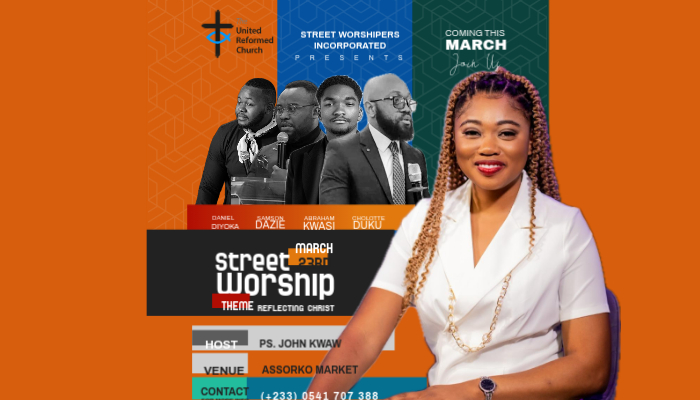 The
United
Reformed
Church
STREET WORSHIPERS
INCORPORATED
PRESENTS
COMING THIS
MARCH
Join Us
DANIEL
DIYOKA
SAMSON
DAZIE
ABRAHAM
KWASI
CHOLOTTE
DUKU
MARCH
23RD
Street
Worship
THEME REFLECTING CHRIST
HOST PS. JOHN KWAW
VENUE ASSORKO MARKET
CONTACT (+233) 0541 707 388